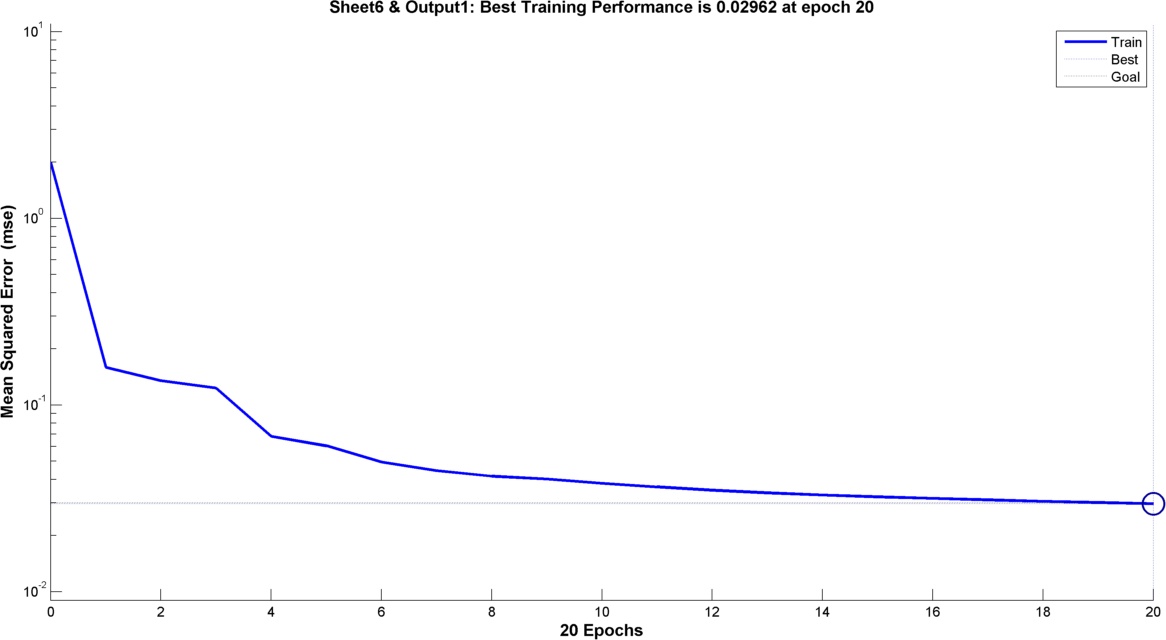 Sheet6 & Output1: Best Training Performance is 0.02962 at epoch 20
10^1
10^0
10^-1
10^-2
Mean Squared Error (mse)
Train
Best
Goal
0 2 4 6 8 10 12 14 16 18 20
20 Epochs